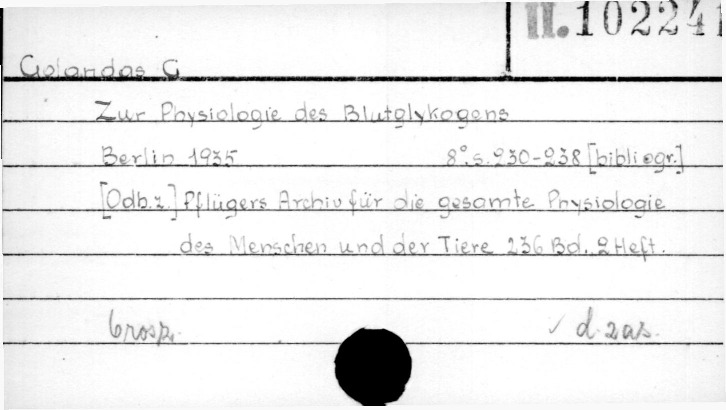 II. 102241
Golandas G
Zur Physiologie des Blutglykogens
Berlin 1935 8°. s. 230-238 [bibliogr.]
[Odb.z.] Pflügers Archiv für die gesamte Physiologie
des Menschen und der Tiere 236 Bd. 2 Heft.
brosz. ✓ d. zas.